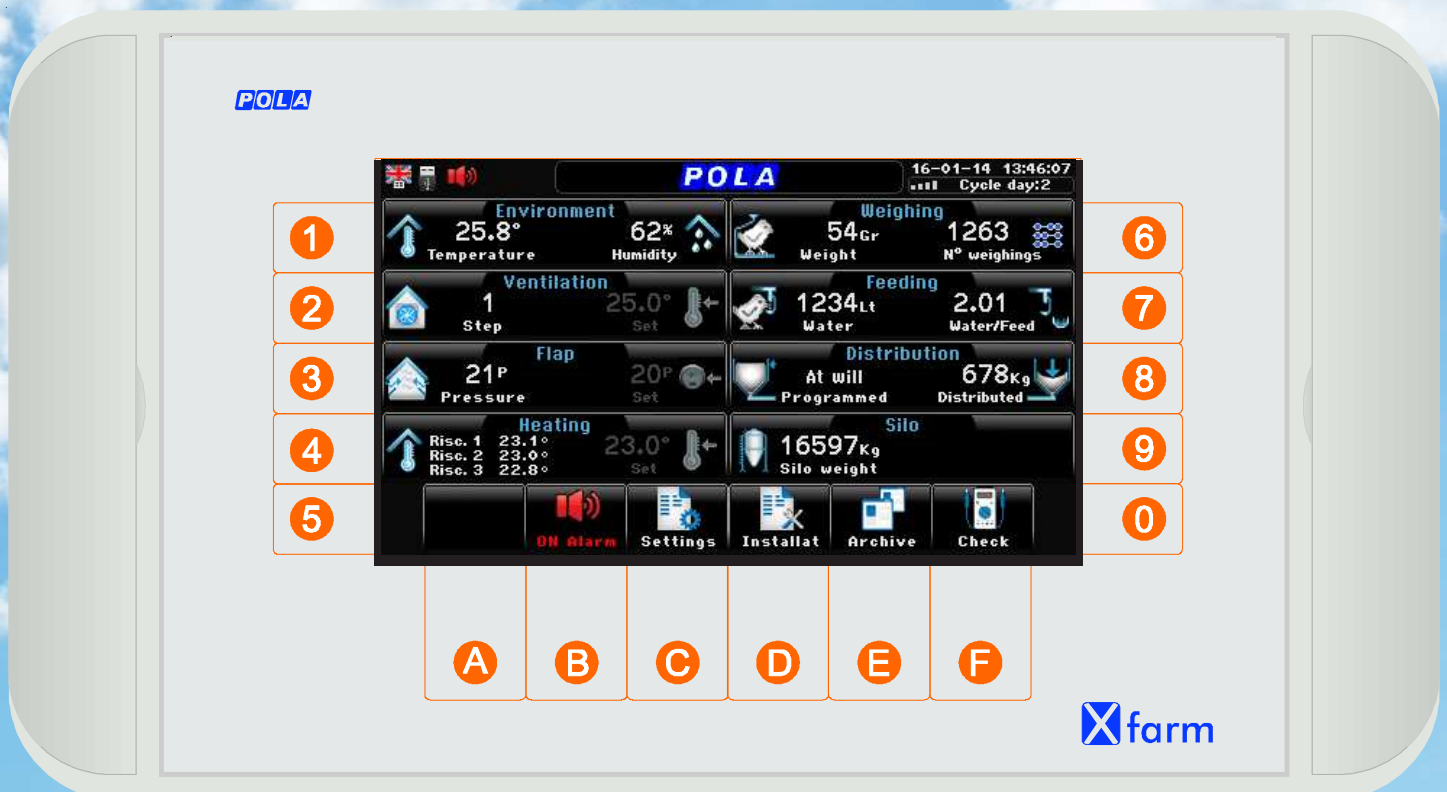 POLA
POLA
16-01-14 13:46:07
Cycle day:2
1
Environment
25.8°
62%
Temperature
Humidity
Weighing
54Gr
1263
Weight
N° weighings
6
2
Ventilation
1
25.0°
Step
Set
Feeding
1234Lt
2.01
Water
Water/Feed
7
3
Flap
21P
20P
Pressure
Set
Distribution
At will
678Kg
Programmed
Distributed
8
4
Heating
Risc. 1 23.1°
Risc. 2 23.0°
Risc. 3 22.8°
23.0°
Set
Silo
16597Kg
Silo weight
9
5
ON Alarm
Settings
Installat
Archive
Check
0
A
B
C
D
E
F
X farm